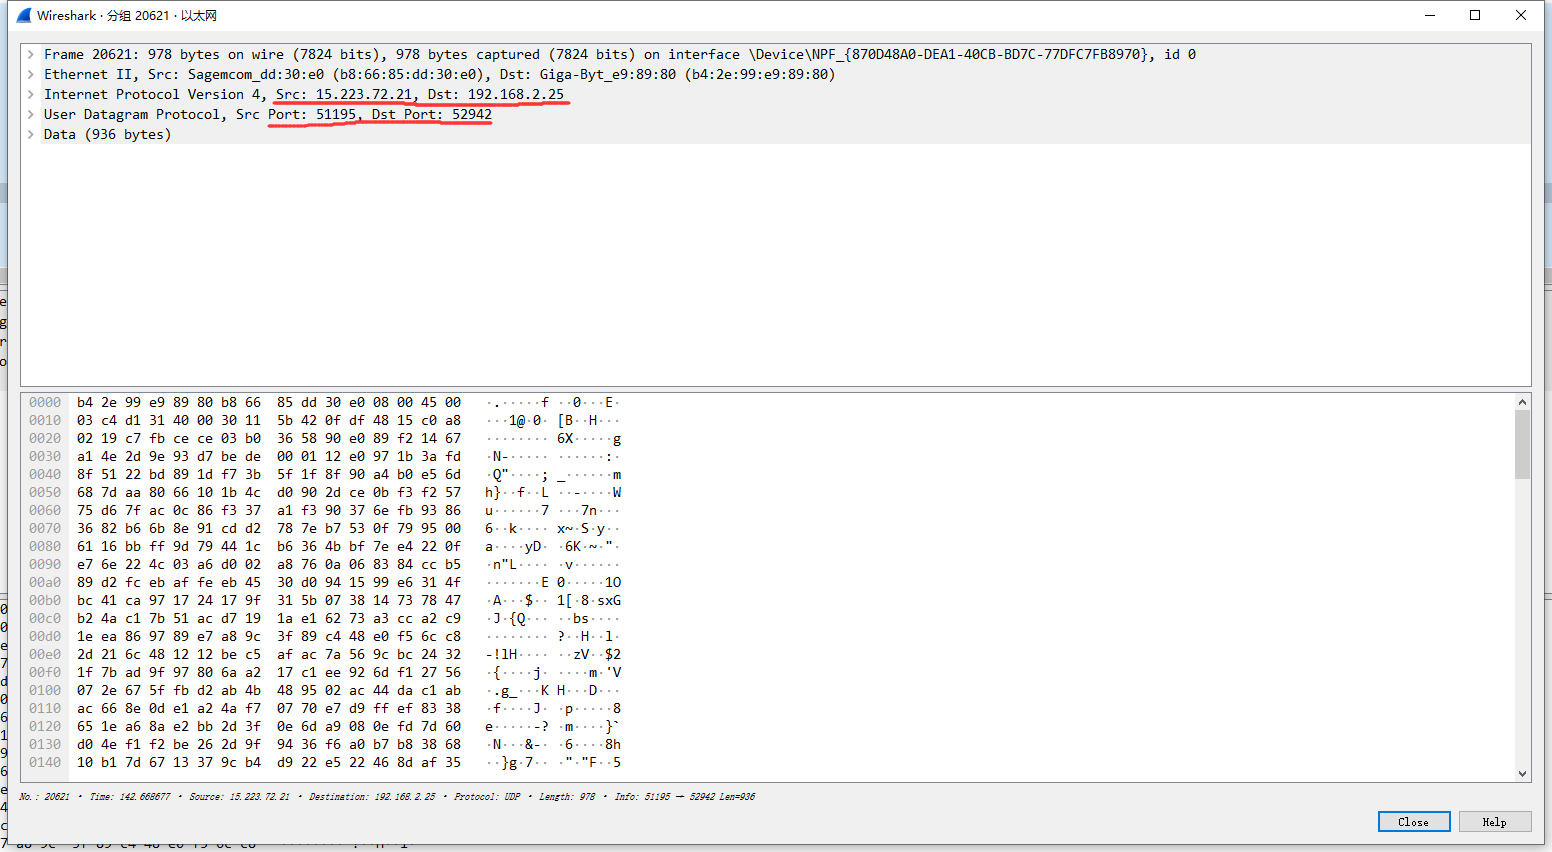 Wireshark · 分组 20621 · 以太网
Frame 20621: 978 bytes on wire (7824 bits), 978 bytes captured (7824 bits) on interface \Device\NPF_{870D48A0-DEA1-40CB-BD7C-77DFC7FB8970}, id 0
Ethernet II, Src: Sagemcom_dd:30:e0 (b8:66:85:dd:30:e0), Dst: Giga-Byt_e9:89:80 (b4:2e:99:e9:89:80)
Internet Protocol Version 4, Src: 15.223.72.21, Dst: 192.168.2.25
User Datagram Protocol, Src Port: 51195, Dst Port: 52942
Data (936 bytes)
0000 b4 2e 99 e9 89 80 b8 66 85 dd 30 e0 08 00 45 00 ·.·····f ··0···E·
0010 03 c4 d1 31 40 00 30 11 5b 42 0f df 48 15 c0 a8 ···1@·0· [B··H···
0020 02 19 c7 fb ce ce 03 b0 36 58 90 e0 89 f2 14 67 ········ 6X·····g
0030 a1 4e 2d 9e 93 d7 be de 00 01 12 e0 97 1b 3a fd ·N-····· ······:·
0040 8f 51 22 bd 89 1d f7 3b 5f 1f 8f 90 a4 b0 e5 6d ·Q"····; _······m
0050 68 7d aa 80 66 10 1b 4c d0 90 2d ce 0b f3 f2 57 h}··f··L ··-····W
0060 75 d6 7f ac 0c 86 f3 37 a1 f3 90 37 6e fb 93 86 u······7 ···7n···
0070 36 82 b6 6b 8e 91 cd d2 78 7e b7 53 0f 79 95 00 6··k···· x~·S·y··
0080 61 16 bb ff 9d 79 44 1c b6 36 4b bf 7e e4 22 0f a····yD· ·6K·~·"·
0090 e7 6e 22 4c 03 a6 d0 02 a8 76 0a 06 83 84 cc b5 ·n"L···· ·v······
00a0 89 d2 fc eb af fe eb 45 30 d0 94 15 99 e6 31 4f ·······E 0·····1O
00b0 bc 41 ca 97 17 24 17 9f 31 5b 07 38 14 73 78 47 ·A···$·· 1[·8·sxG
00c0 b2 4a c1 7b 51 ac d7 19 1a e1 62 73 a3 cc a2 c9 ·J·{Q··· ··bs····
00d0 1e ea 86 97 89 e7 a8 9c 3f 89 c4 48 e0 f5 6c c8 ········ ?··H··l·
00e0 2d 21 6c 48 12 12 be c5 af ac 7a 56 9c bc 24 32 -!lH···· ··zV··$2
00f0 1f 7b ad 9f 97 80 6a a2 17 c1 ee 92 6d f1 27 56 ·{····j· ····m·'V
0100 07 2e 67 5f fb d2 ab 4b 48 95 02 ac 44 da c1 ab ·.g_···K H···D···
0110 ac 66 8e 0d e1 a2 4a f7 07 70 e7 d9 ff ef 83 38 ·f····J· ·p·····8
0120 65 1e a6 8a e2 bb 2d 3f 0e 6d a9 08 0e fd 7d 60 e·····-? ·m····}`
0130 d0 4e f1 f2 be 26 2d 9f 94 36 f6 a0 b7 b8 38 68 ·N···&-· ·6····8h
0140 10 b1 7d 67 13 37 9c b4 d9 22 e5 22 46 8d af 35 ··}g·7·· ·"·"F··5
No.: 20621 · Time: 142.668677 · Source: 15.223.72.21 · Destination: 192.168.2.25 · Protocol: UDP · Length: 978 · Info: 51195 → 52942 Len=936
Close Help